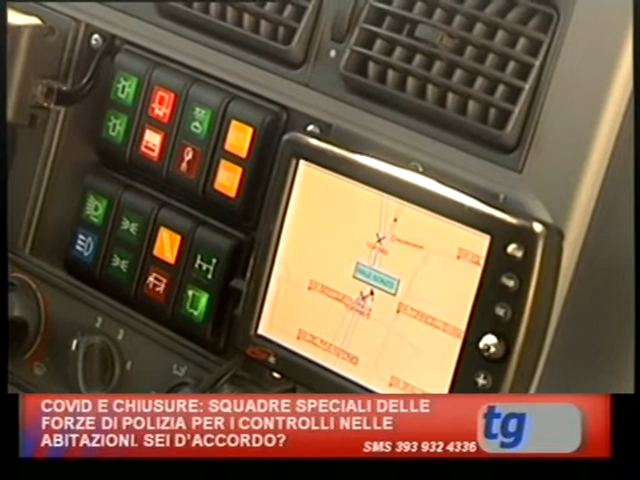 COVID E CHIUSURE: SQUADRE SPECIALI DELLE
FORZE DI POLIZIA PER I CONTROLLI NELLE
ABITAZIONI. SEI D'ACCORDO?
SMS 393 932 4336
tg